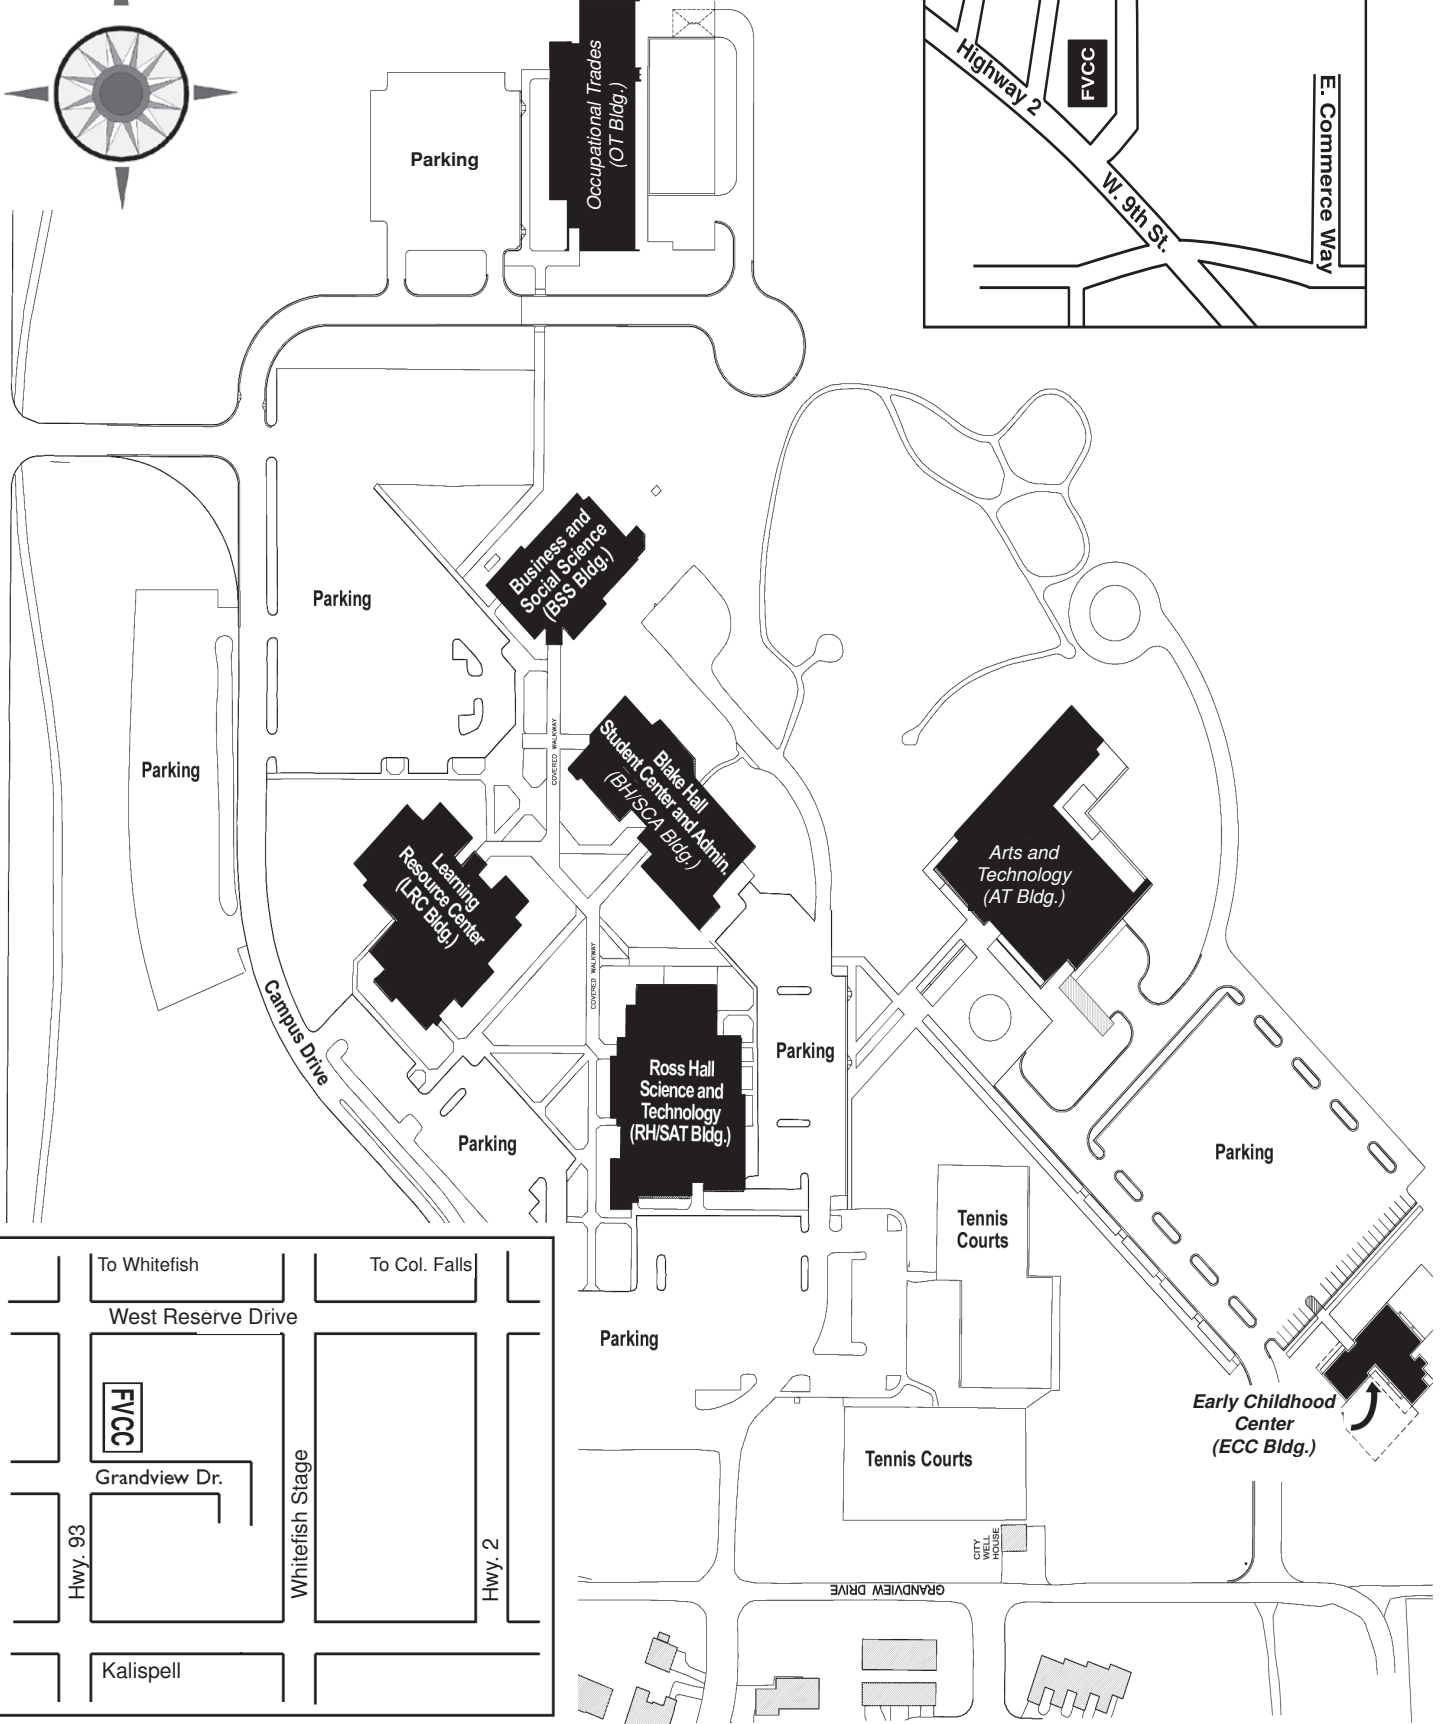 Occupational Trades
(OT Bldg.)
Parking
Highway 2
FVCC
W. 9th St.
E. Commerce Way
Business and
Social Science
(BSS Bldg.)
Parking
Parking
COVERED WALKWAY
Blake Hall
Student Center and Admin.
(BH/SCA Bldg.)
Learning
Resource Center
(LRC Bldg.)
Arts and
Technology
(AT Bldg.)
COVERED WALKWAY
Campus Drive
Ross Hall
Science and
Technology
(RH/SAT Bldg.)
Parking
Parking
Parking
Tennis
Courts
Parking
Early Childhood
Center
(ECC Bldg.)
Tennis Courts
CITY
WELL
HOUSE
GRANDVIEW DRIVE
To Whitefish
To Col. Falls
West Reserve Drive
FVCC
Grandview Dr.
Hwy. 93
Whitefish Stage
Hwy. 2
Kalispell